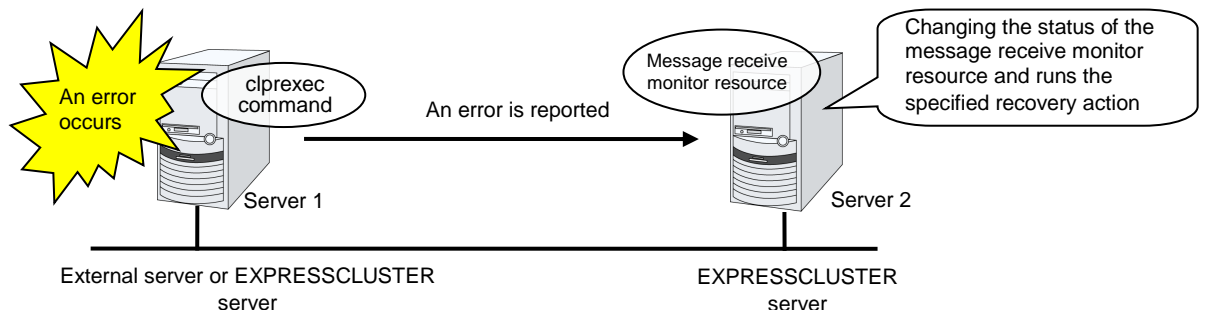 An error
occurs
clprexec
command
An error is reported
Message receive
monitor resource
Changing the status of the
message receive monitor
resource and runs the
specified recovery action
Server 1
Server 2
External server or EXPRESSCLUSTER
server
EXPRESSCLUSTER
server